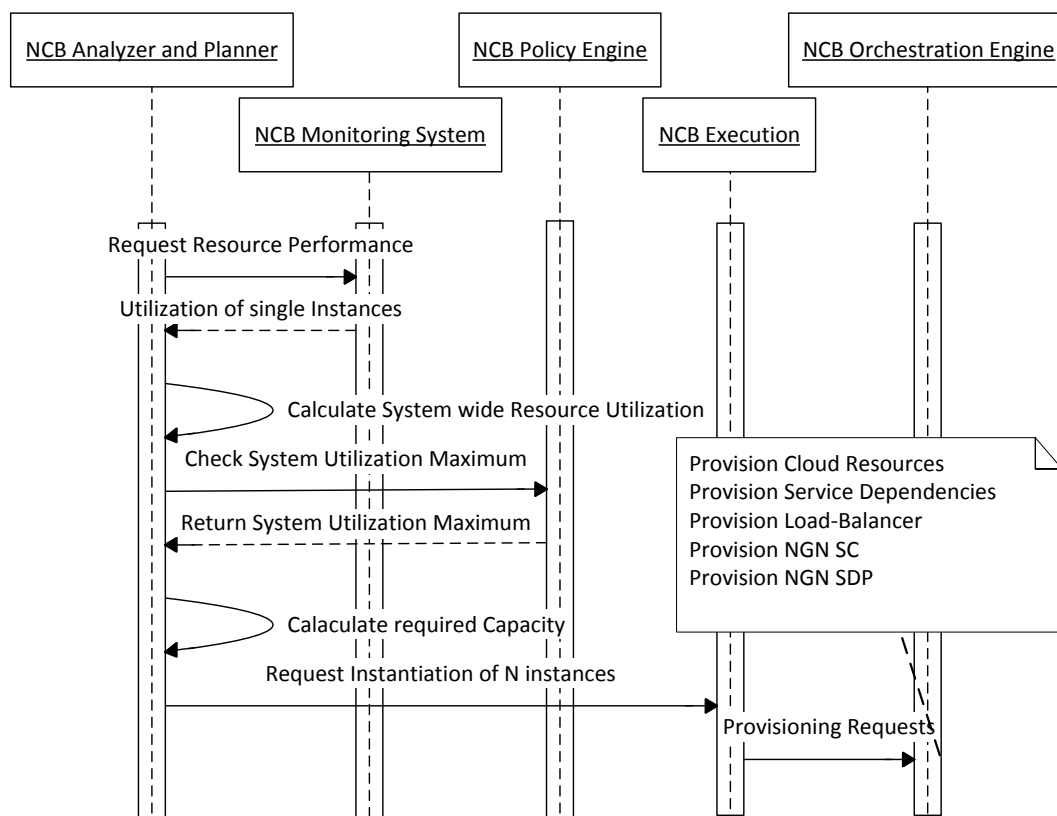 NCB Analyzer and Planner
NCB Policy Engine
NCB Orchestration Engine
NCB Monitoring System
NCB Execution
Request Resource Performance
Utilization of single Instances
Calculate System wide Resource Utilization
Check System Utilization Maximum
Return System Utilization Maximum
Provision Cloud Resources
Provision Service Dependencies
Provision Load-Balancer
Provision NGN SC
Provision NGN SDP
Calaculate required Capacity
Request Instantiation of N instances
Provisioning Requests